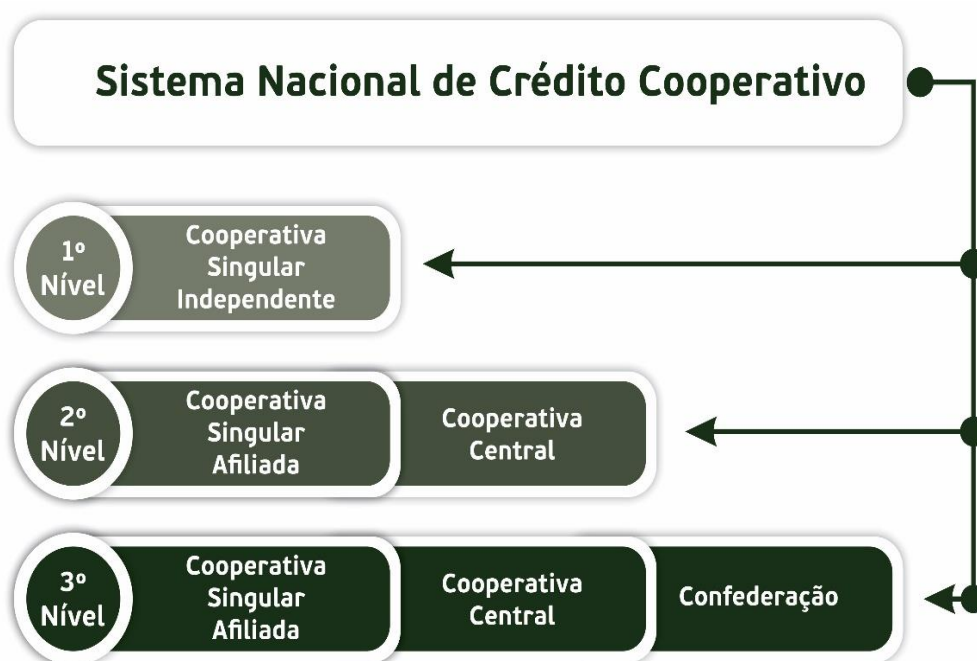 Sistema Nacional de Crédito Cooperativo
1º
Nível
Cooperativa
Singular
Independente
2º
Nível
Cooperativa
Singular
Afiliada
Cooperativa
Central
3º
Nível
Cooperativa
Singular
Afiliada
Cooperativa
Central
Confederação